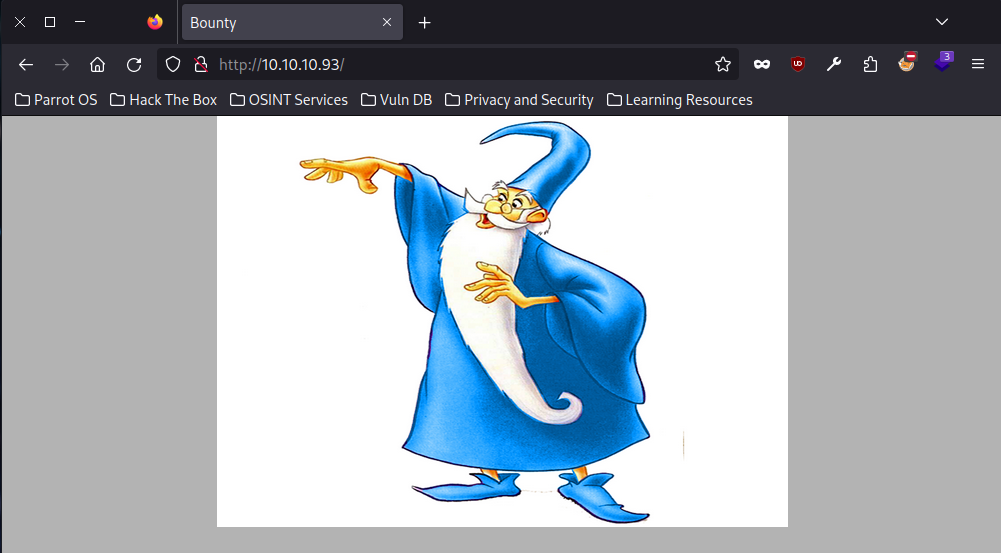 Bounty
http://10.10.10.93/
3
Parrot OS Hack The Box OSINT Services Vuln DB Privacy and Security Learning Resources